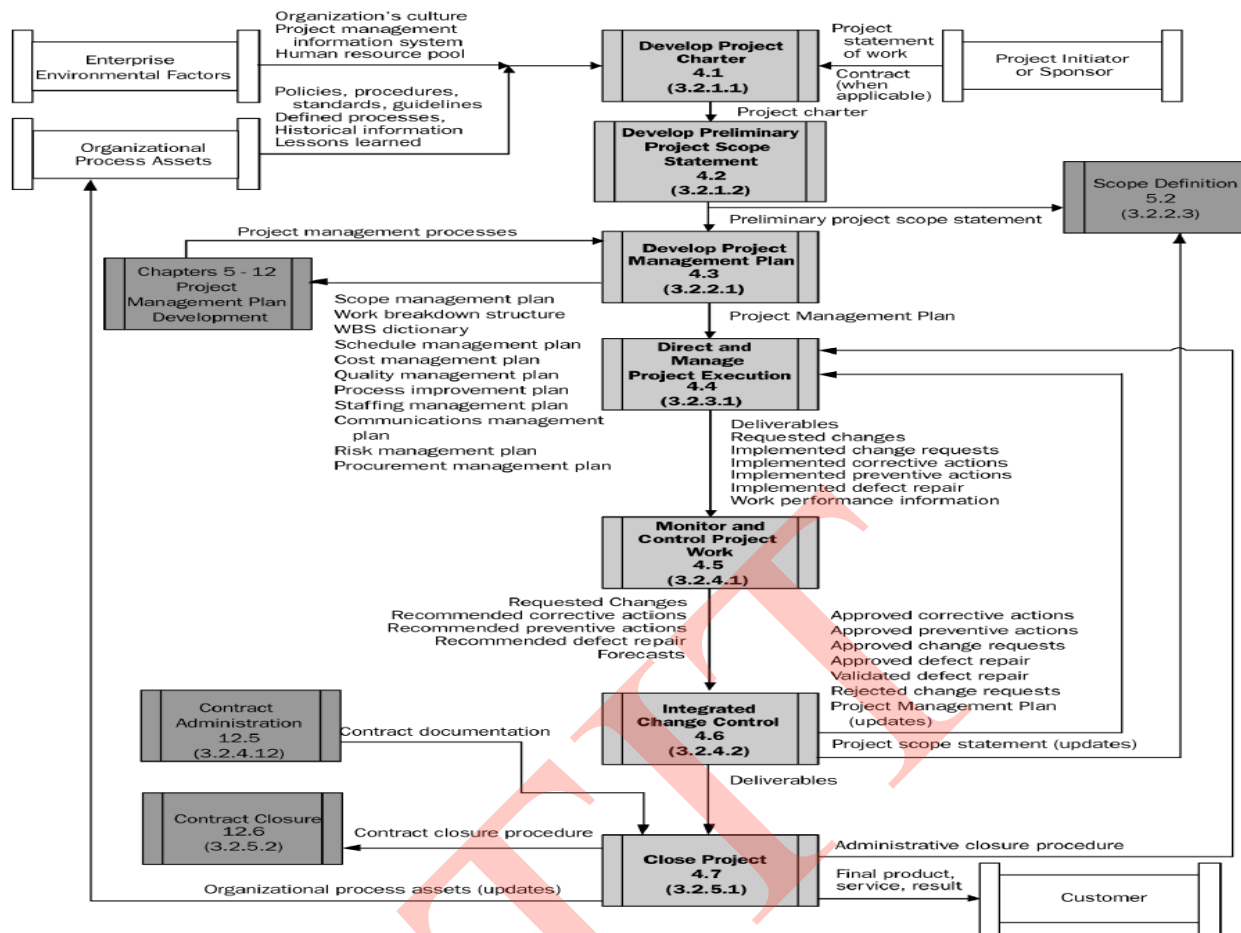 Organization's culture
Project management
information system
Human resource pool
Enterprise
Environmental Factors
Develop Project
Charter
4.1
(3.2.1.1)
Project
statement
of work
Contract
(when
applicable)
Project Initiator
or Sponsor
Policies, procedures,
standards, guidelines
Defined processes,
Historical information
Lessons learned
Organizational
Process Assets
Project charter
Develop Preliminary
Project Scope
Statement
4.2
(3.2.1.2)
Scope Definition
5.2
(3.2.2.3)
Preliminary project scope statement
Project management processes
Develop Project
Management Plan
4.3
(3.2.2.1)
Chapters 5 - 12
Project
Management Plan
Development
Scope management plan
Work breakdown structure
WBS dictionary
Schedule management plan
Cost management plan
Quality management plan
Process improvement plan
Staffing management plan
Communications management
plan
Risk management plan
Procurement management plan
Project Management Plan
Direct and
Manage
Project Execution
4.4
(3.2.3.1)
Deliverables
Requested changes
Implemented change requests
Implemented corrective actions
Implemented preventive actions
Implemented defect repair
Work performance information
Monitor and
Control Project
Work
4.5
(3.2.4.1)
Requested Changes
Recommended corrective actions
Recommended preventive actions
Recommended defect repair
Forecasts
Approved corrective actions
Approved preventive actions
Approved change requests
Approved defect repair
Validated defect repair
Rejected change requests
Project Management Plan
(updates)
Contract
Administration
12.5
(3.2.4.12)
Contract documentation
Integrated
Change Control
4.6
(3.2.4.2)
Project scope statement (updates)
Deliverables
Contract Closure
12.6
(3.2.5.2)
Contract closure procedure
Close Project
4.7
(3.2.5.1)
Administrative closure procedure
Organizational process assets (updates)
Final product,
service, result
Customer